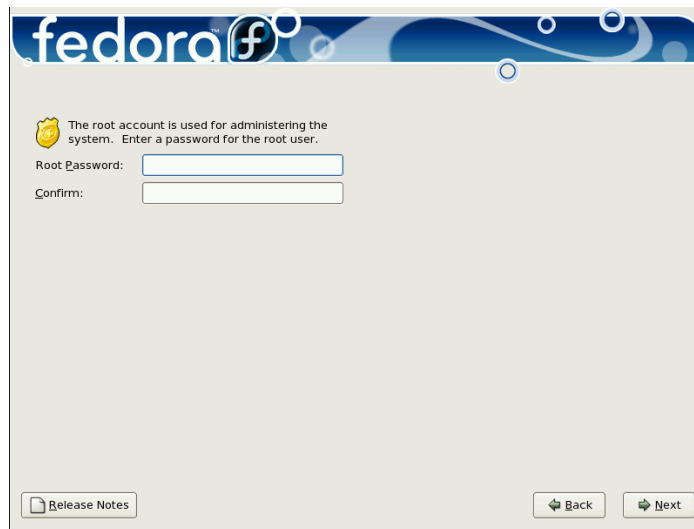 fedora™ f
The root account is used for administering the
system.  Enter a password for the root user.
Root Password:
Confirm:
Release Notes
Back
Next